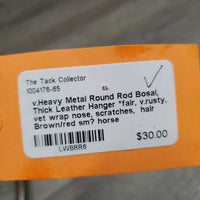 The Tack Collector
1004176-65
v.Heavy Metal Round Rod Bosal,
Thick Leather Hanger *fair, v.rusty,
vet wrap nose, scratches, hair
Brown/red sm? horse
$30.00
LW8RR6